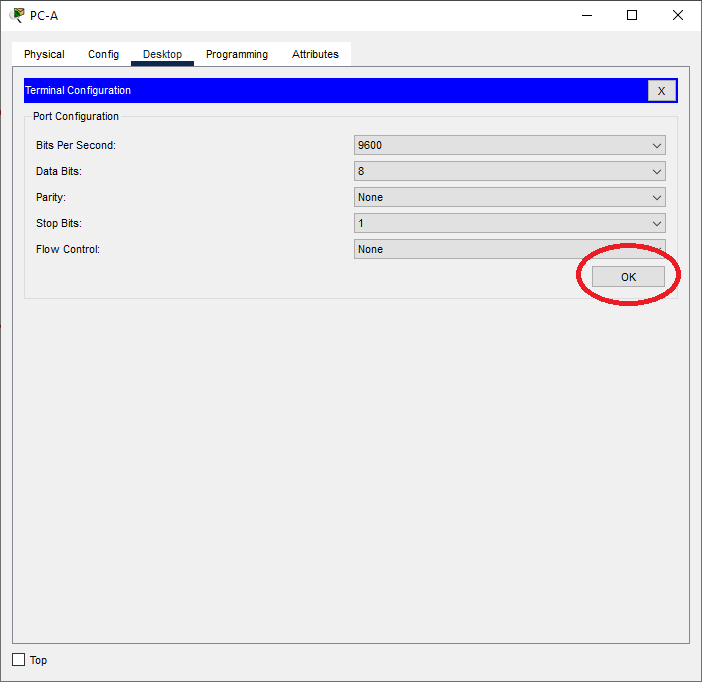 PC-A
Physical Config Desktop Programming Attributes
Terminal Configuration X
Port Configuration
Bits Per Second: 9600
Data Bits: 8
Parity: None
Stop Bits: 1
Flow Control: None
OK
Top